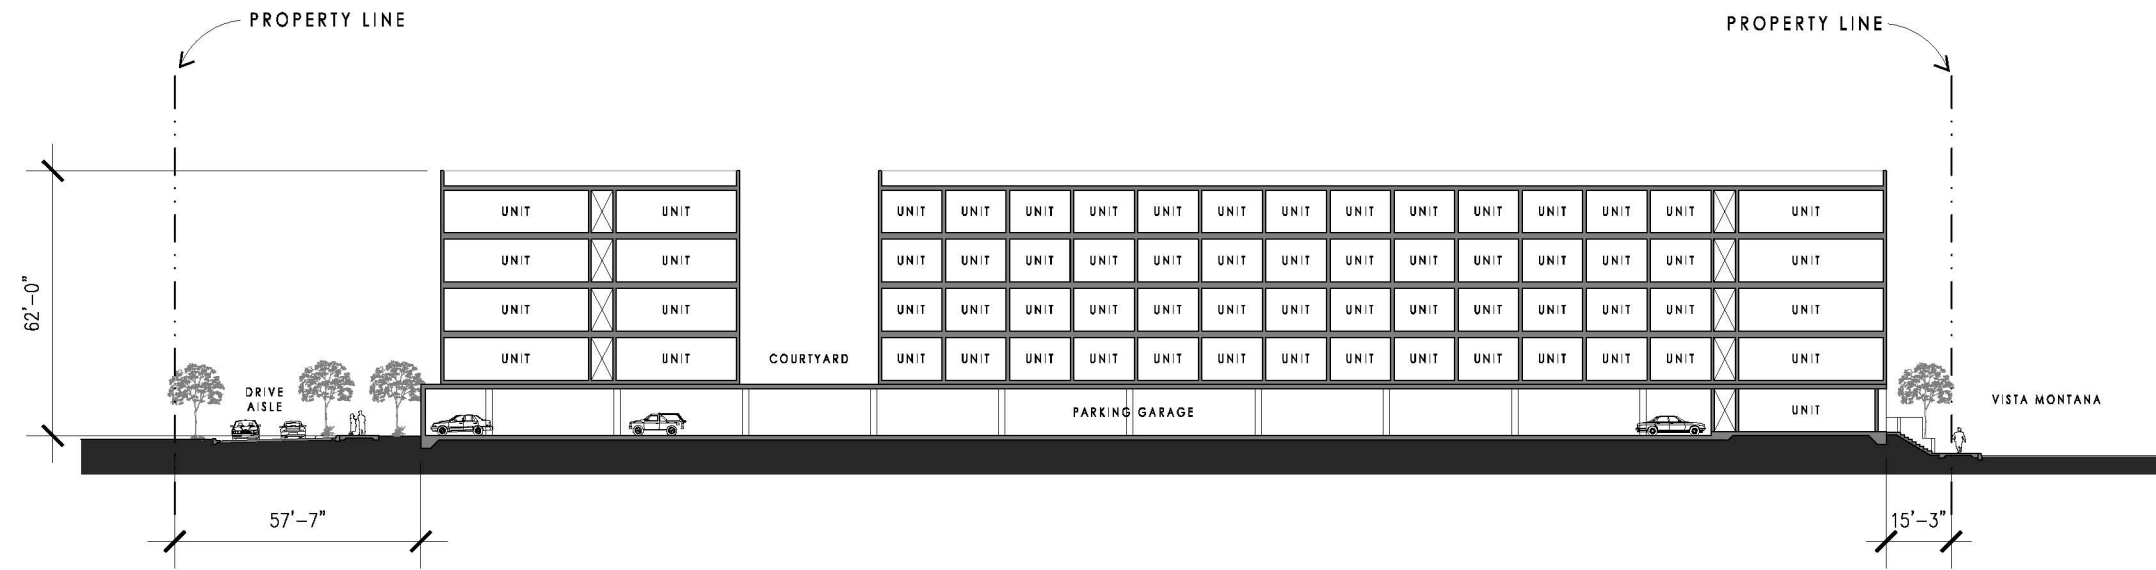 PROPERTY LINE
PROPERTY LINE
UNIT UNIT UNIT UNIT UNIT UNIT UNIT UNIT UNIT UNIT UNIT UNIT UNIT UNIT UNIT UNIT
UNIT UNIT UNIT UNIT UNIT UNIT UNIT UNIT UNIT UNIT UNIT UNIT UNIT UNIT UNIT UNIT
62'-0"
UNIT UNIT UNIT UNIT UNIT UNIT UNIT UNIT UNIT UNIT UNIT UNIT UNIT UNIT UNIT UNIT
UNIT UNIT COURTYARD UNIT UNIT UNIT UNIT UNIT UNIT UNIT UNIT UNIT UNIT UNIT UNIT UNIT UNIT
DRIVE
AISLE
PARKING GARAGE
UNIT
VISTA MONTANA
57'-7"
15'-3"